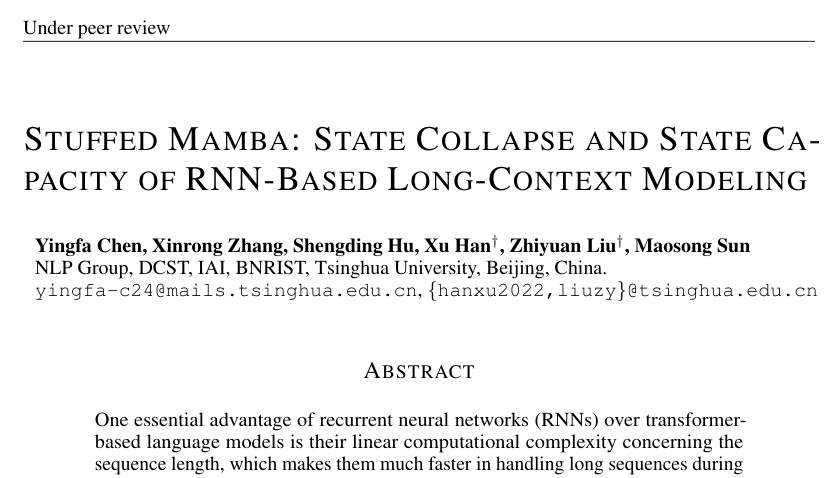 Under peer review
STUFFED MAMBA: STATE COLLAPSE AND STATE CA-
PACITY OF RNN-BASED LONG-CONTEXT MODELING
Yingfa Chen, Xinrong Zhang, Shengding Hu, Xu Han†, Zhiyuan Liu†, Maosong Sun
NLP Group, DCST, IAI, BNRIST, Tsinghua University, Beijing, China.
yingfa-c24@mails.tsinghua.edu.cn, {hanxu2022,liuzy}@tsinghua.edu.cn
ABSTRACT
One essential advantage of recurrent neural networks (RNNs) over transformer-
based language models is their linear computational complexity concerning the
sequence length, which makes them much faster in handling long sequences during